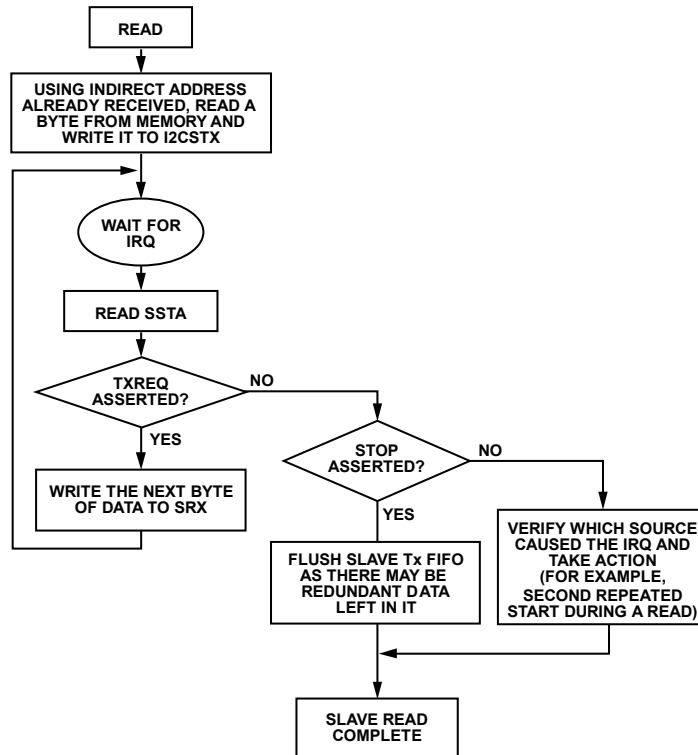 READ
USING INDIRECT ADDRESS
ALREADY RECEIVED, READ A
BYTE FROM MEMORY AND
WRITE IT TO I2CSTX
WAIT FOR
IRQ
READ SSTA
TXREQ
ASSERTED?
NO
YES
WRITE THE NEXT BYTE
OF DATA TO SRX
STOP
ASSERTED?
NO
YES
FLUSH SLAVE Tx FIFO
AS THERE MAY BE
REDUNDANT DATA
LEFT IN IT
VERIFY WHICH SOURCE
CAUSED THE IRQ AND
TAKE ACTION
(FOR EXAMPLE,
SECOND REPEATED
START DURING A READ)
SLAVE READ
COMPLETE